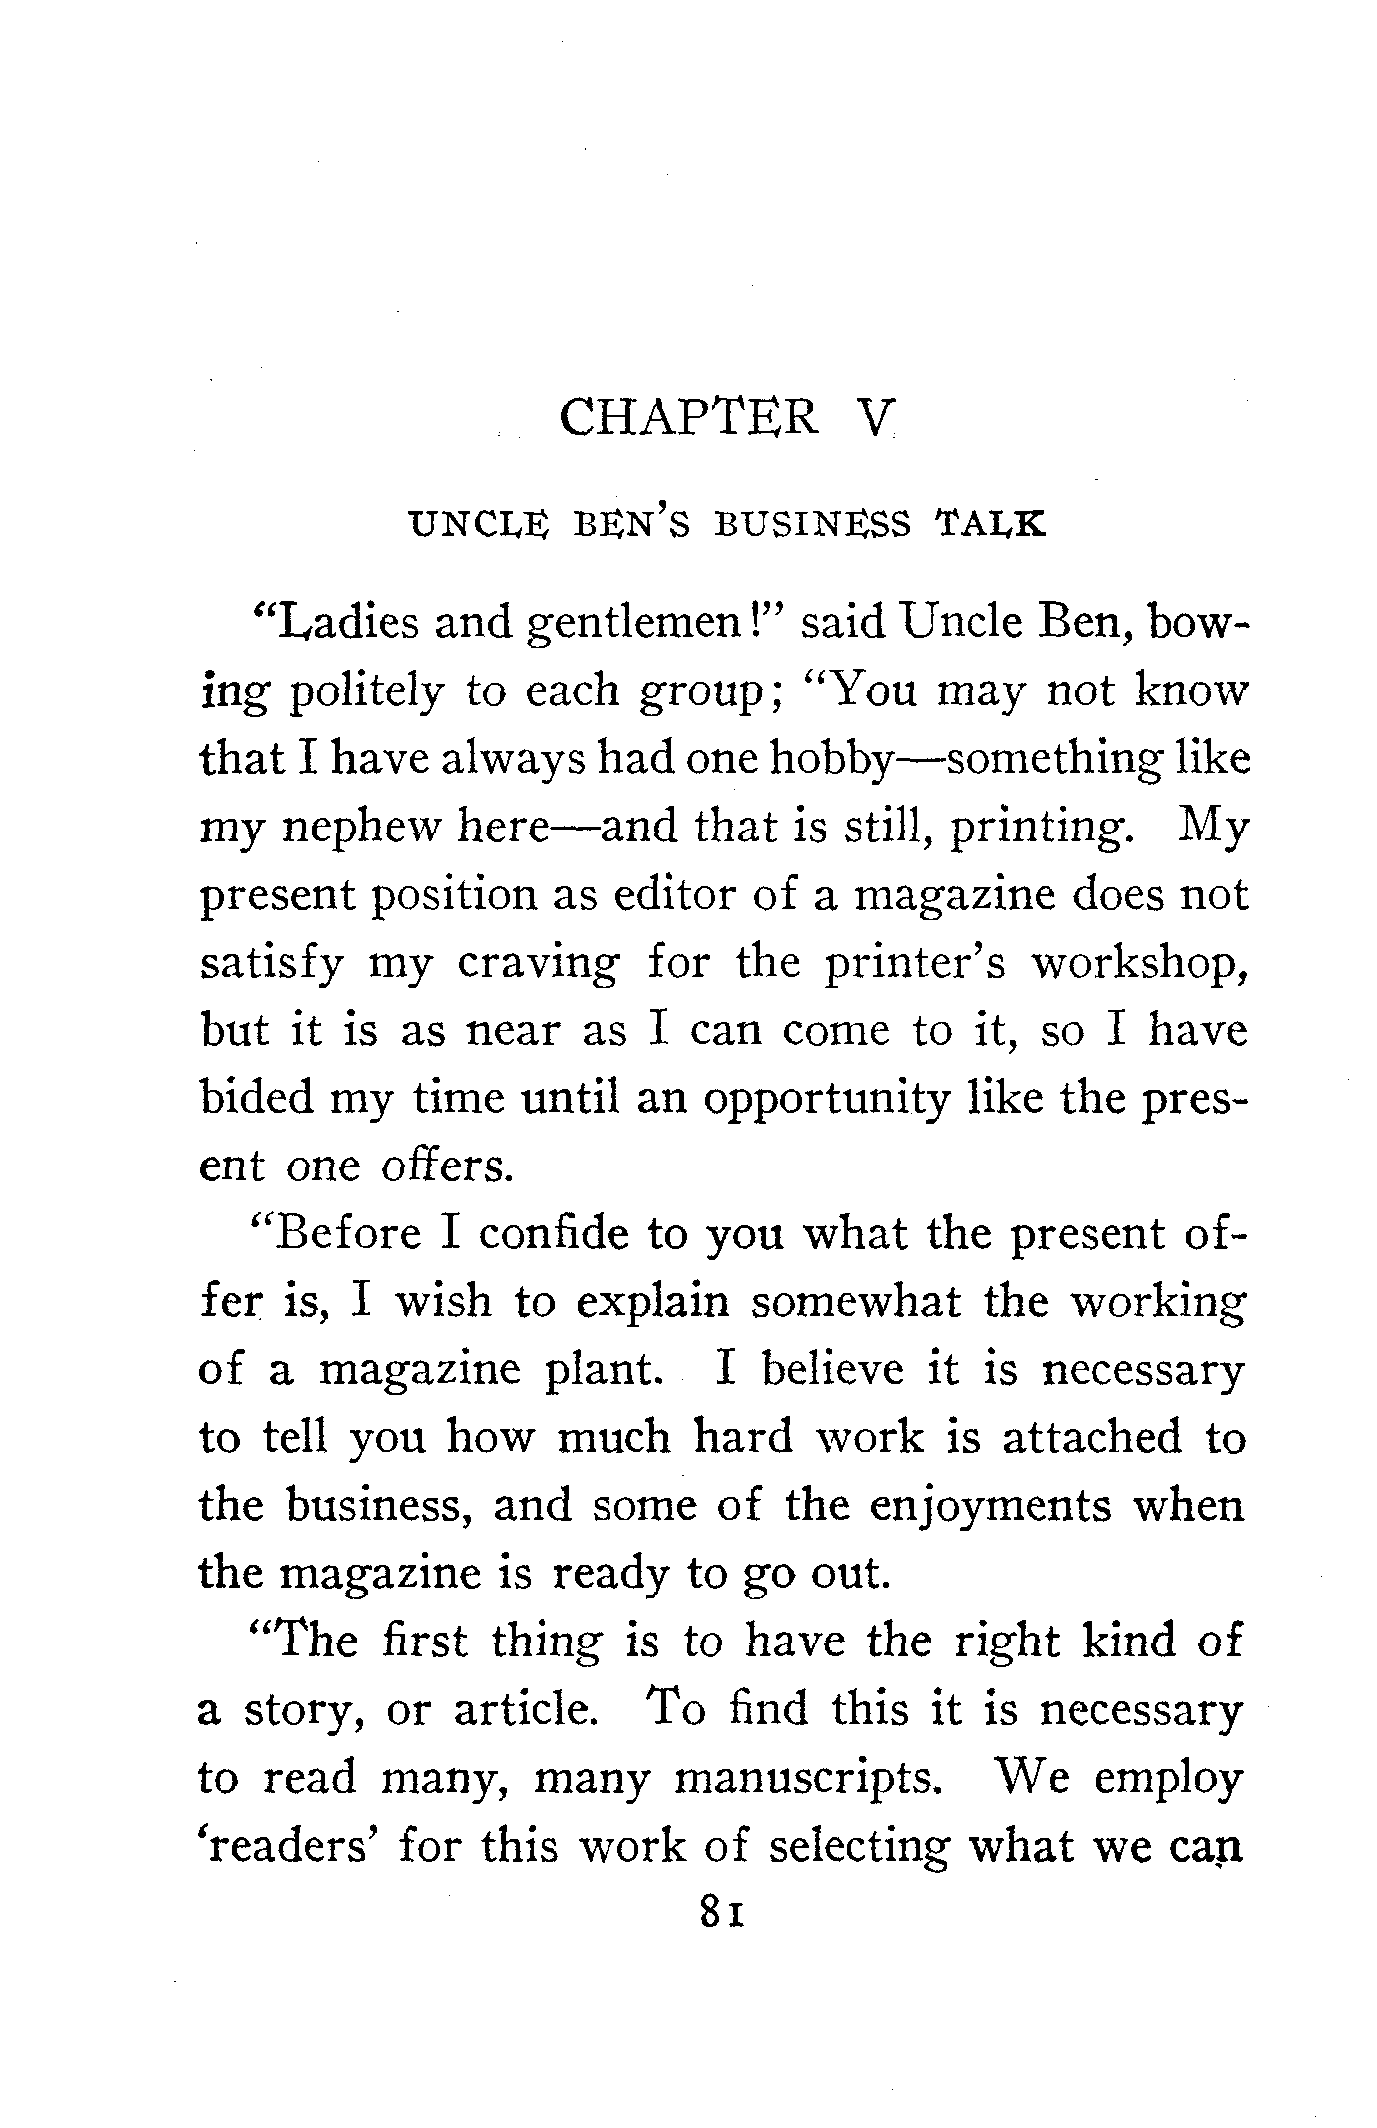 CHAPTER V
UNCLE BEN'S BUSINESS TALK
“Ladies and gentlemen!” said Uncle Ben, bow-
ing politely to each group; “You may not know
that I have always had one hobby—something like
my nephew here—and that is still, printing. My
present position as editor of a magazine does not
satisfy my craving for the printer's workshop,
but it is as near as I can come to it, so I have
bided my time until an opportunity like the pres-
ent one offers.
“Before I confide to you what the present of-
fer is, I wish to explain somewhat the working
of a magazine plant. I believe it is necessary
to tell you how much hard work is attached to
the business, and some of the enjoyments when
the magazine is ready to go out.
“The first thing is to have the right kind of
a story, or article. To find this it is necessary
to read many, many manuscripts. We employ
‘readers’ for this work of selecting what we can
81